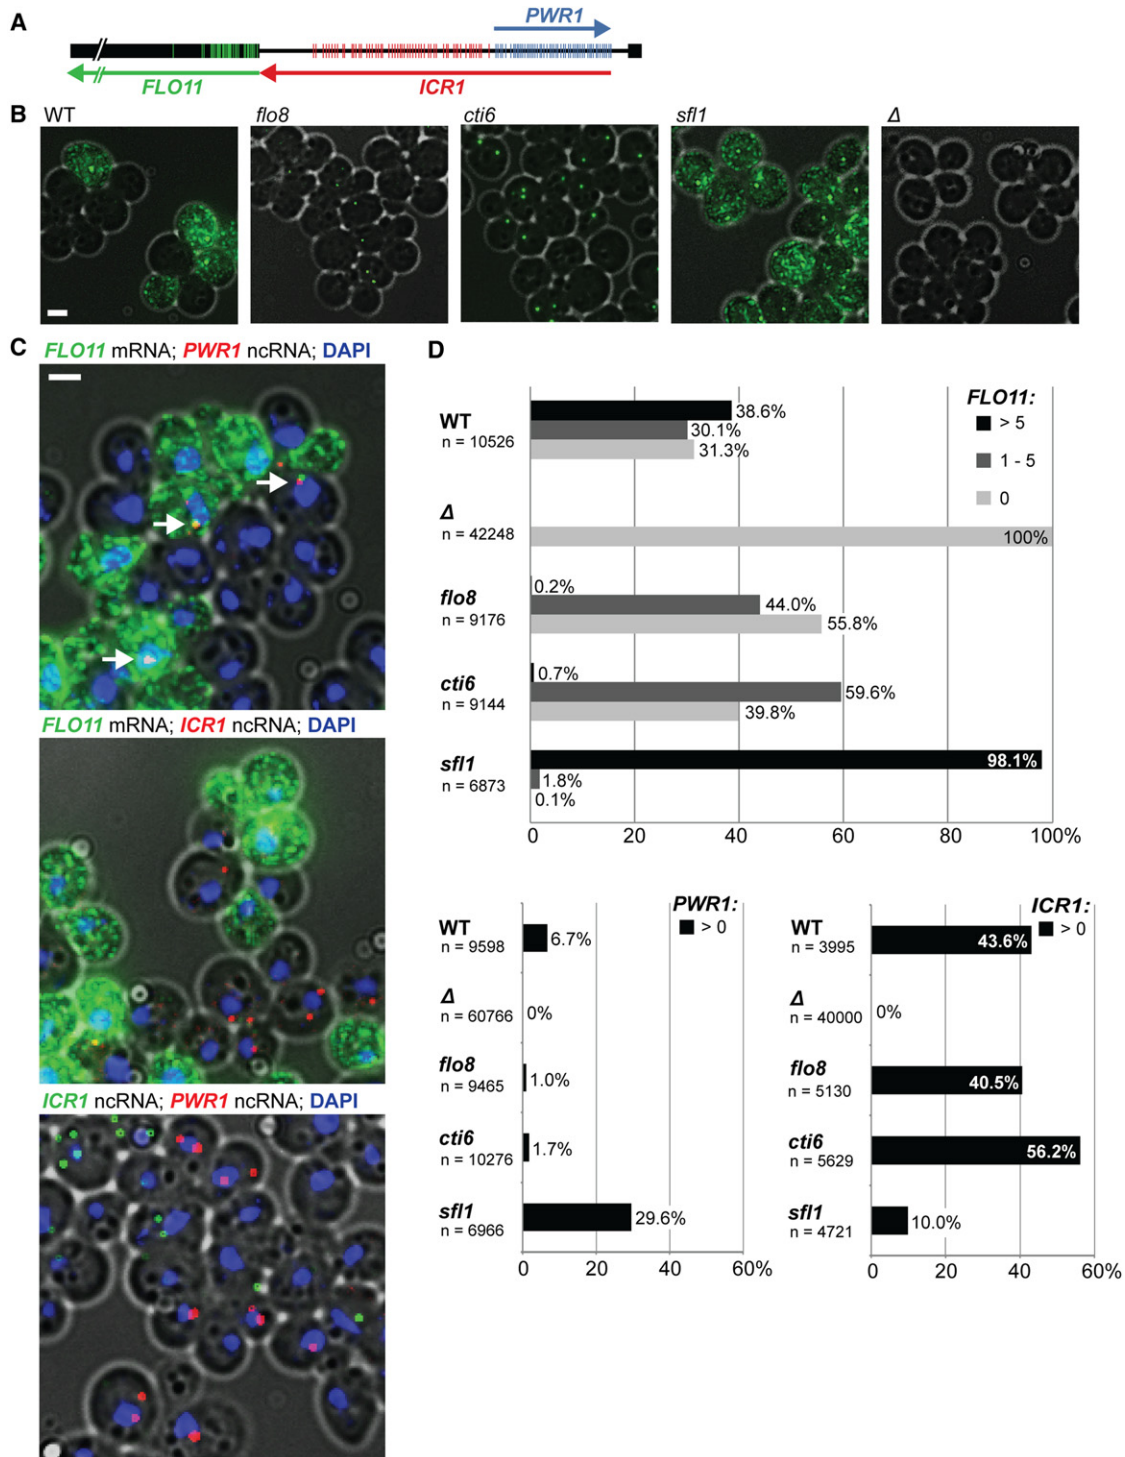 A
PWR1
FLO11
ICR1
B
WT
flo8
cti6
sfl1
Δ
C
FLO11 mRNA; PWR1 ncRNA; DAPI
FLO11 mRNA; ICR1 ncRNA; DAPI
ICR1 ncRNA; PWR1 ncRNA; DAPI
D
FLO11:
> 5
1 - 5
0
WT
n = 10526
38.6%
30.1%
31.3%
Δ
n = 42248
100%
flo8
n = 9176
0.2%
44.0%
55.8%
cti6
n = 9144
0.7%
59.6%
39.8%
sfl1
n = 6873
98.1%
1.8%
0.1%
0 20 40 60 80 100%
PWR1:
> 0
WT
n = 9598
6.7%
Δ
n = 60766
0%
flo8
n = 9465
1.0%
cti6
n = 10276
1.7%
sfl1
n = 6966
29.6%
0 20 40 60%
ICR1:
> 0
WT
n = 3995
43.6%
Δ
n = 40000
0%
flo8
n = 5130
40.5%
cti6
n = 5629
56.2%
sfl1
n = 4721
10.0%
0 20 40 60%